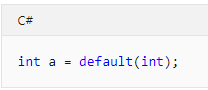 C#
int a = default(int);